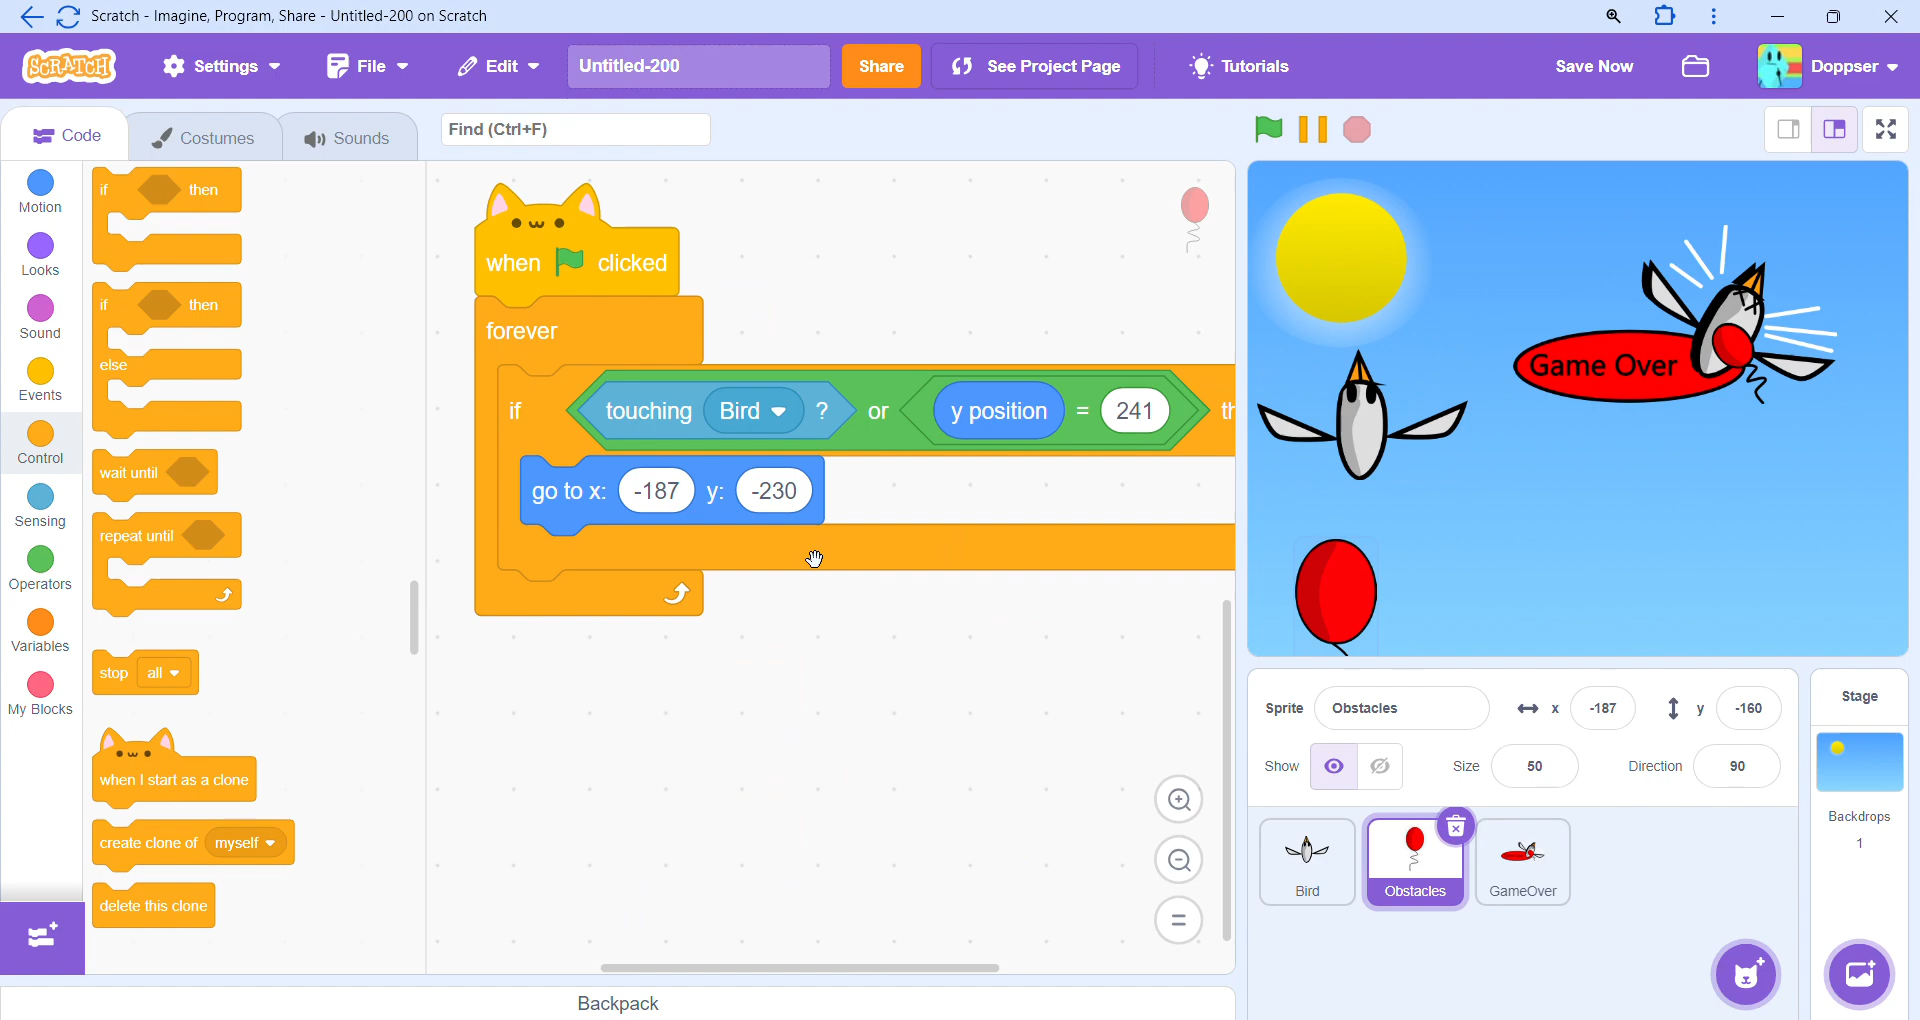 Scratch - Imagine, Program, Share - Untitled-200 on Scratch
SCRATCH
Settings
File
Edit
Untitled-200
Share
See Project Page
Tutorials
Save Now
Doppser
Code
Costumes
Sounds
Find (Ctrl+F)
Motion
Looks
Sound
Events
Control
Sensing
Operators
Variables
My Blocks
if then
if then
else
wait until
repeat until
stop all
when I start as a clone
create clone of myself
delete this clone
when clicked
forever
if touching Bird ? or y position = 241 th
go to x: -187 y: -230
Game Over
Sprite Obstacles x -187 y -160
Show Size 50 Direction 90
Bird
Obstacles
GameOver
Stage
Backdrops
1
Backpack